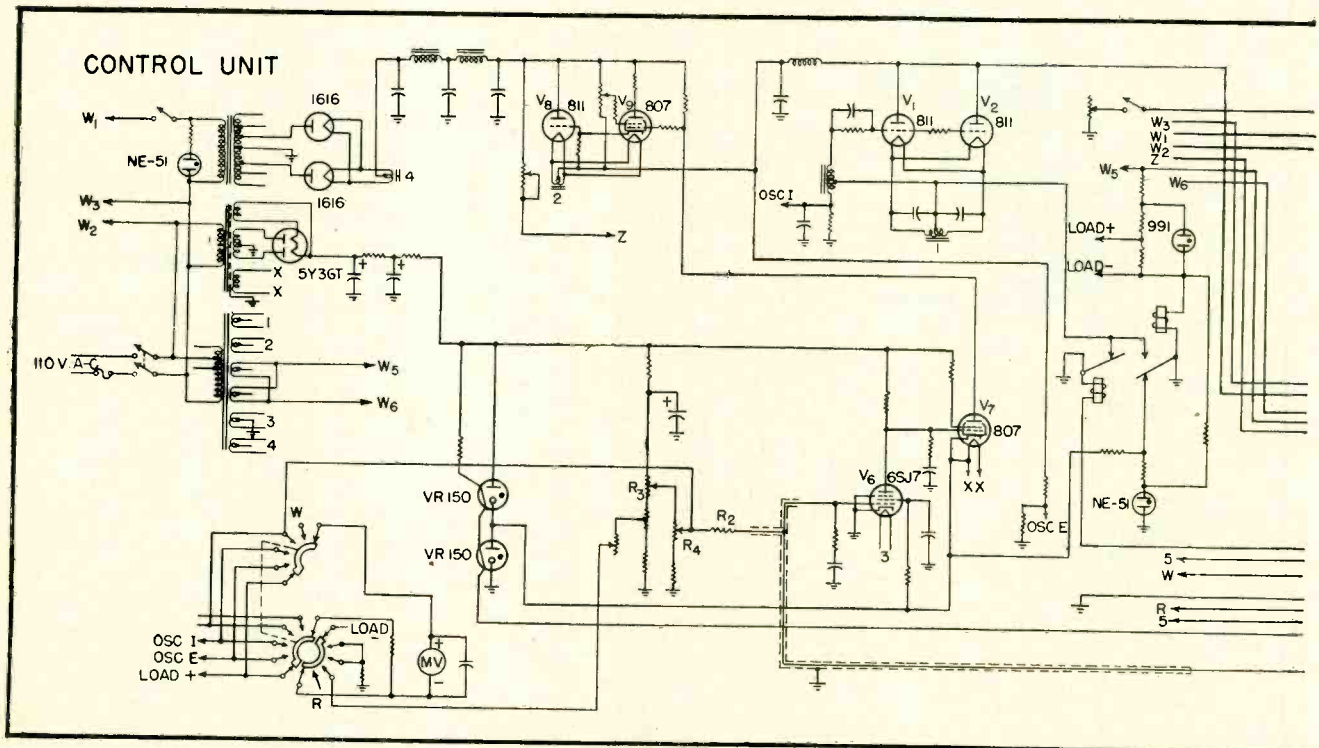 CONTROL UNIT
W1
NE-51
W3
W2
1616
1616
H 4
5Y3GT
+
+
X
X
1
2
3
4
110 V. A-C
W5
W6
V8 811
V9 807
2
Z
OSC I
V1
811
V2
811
1
W3
W1
W2
Z
W5
W6
991
LOAD+
LOAD-
V7
807
XX
V6 6SJ7
3
OSC E
NE-51
5
W
R
5
VR 150
VR 150
R3
R4
R2
+
W
LOAD
OSC I
OSC E
LOAD +
R
+
MV
-